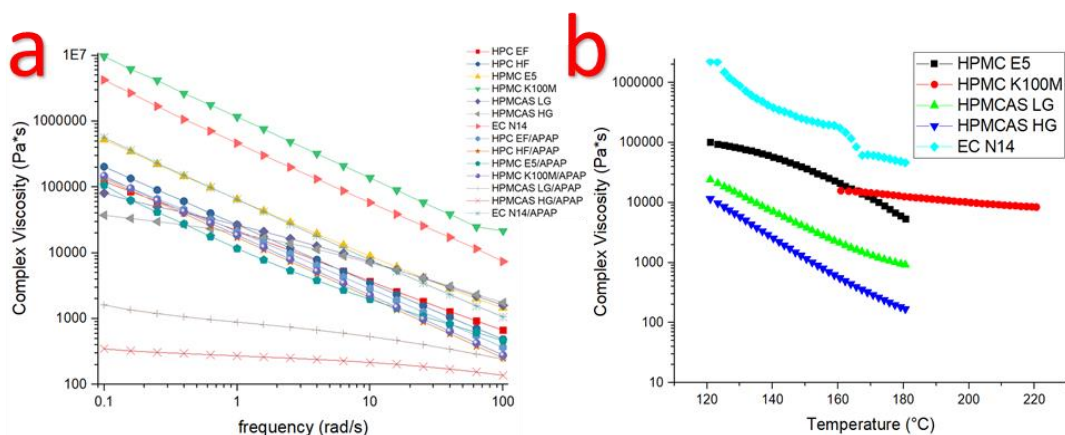 a
Complex Viscosity (Pa*s)
1E7
1000000
100000
10000
1000
100
0.1
1
10
100
frequency (rad/s)
HPC EF
HPC HF
HPMC E5
HPMC K100M
HPMCAS LG
HPMCAS HG
EC N14
HPC EF/APAP
HPC HF/APAP
HPMC E5/APAP
HPMC K100M/APAP
HPMCAS LG/APAP
HPMCAS HG/APAP
EC N14/APAP
b
Complex Viscosity (Pa*s)
1000000
100000
10000
1000
100
10
120
140
160
180
200
220
Temperature (°C)
HPMC E5
HPMC K100M
HPMCAS LG
HPMCAS HG
EC N14